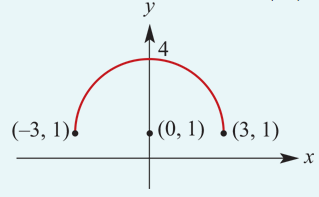 y
4
(–3, 1) (0, 1) (3, 1)
x